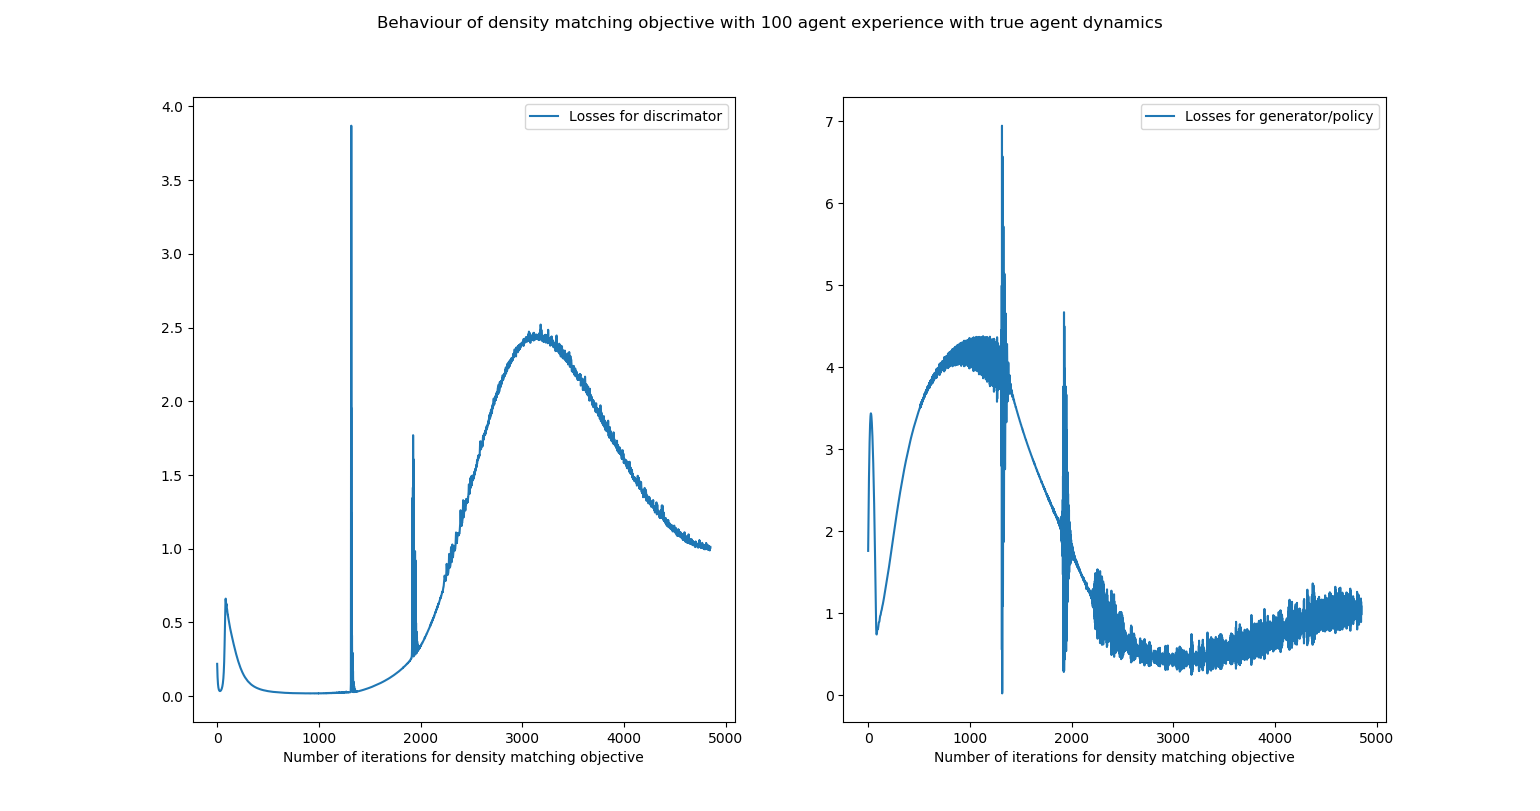 Behaviour of density matching objective with 100 agent experience with true agent dynamics
Losses for discrimator
4.0
3.5
3.0
2.5
2.0
1.5
1.0
0.5
0.0
0 1000 2000 3000 4000 5000
Number of iterations for density matching objective
Losses for generator/policy
7
6
5
4
3
2
1
0
0 1000 2000 3000 4000 5000
Number of iterations for density matching objective